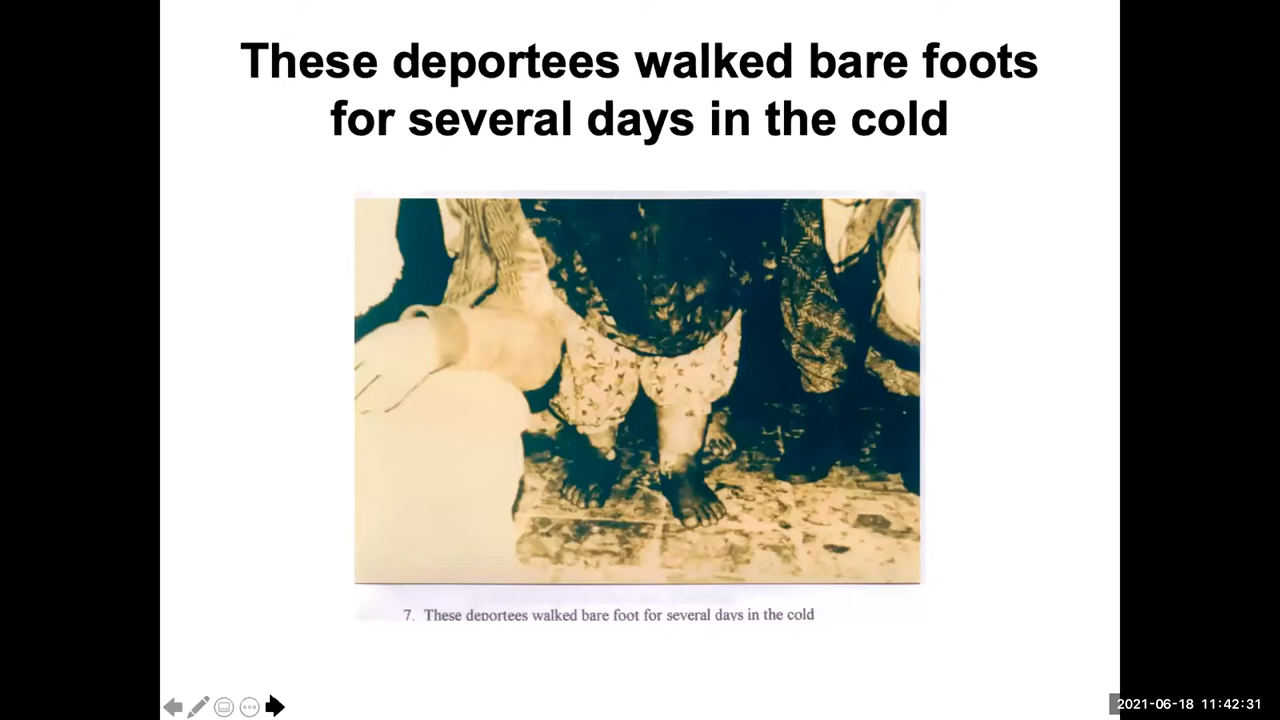 These deportees walked bare foots
for several days in the cold
7. These deportees walked bare foot for several days in the cold
2021-06-18 11:42:31